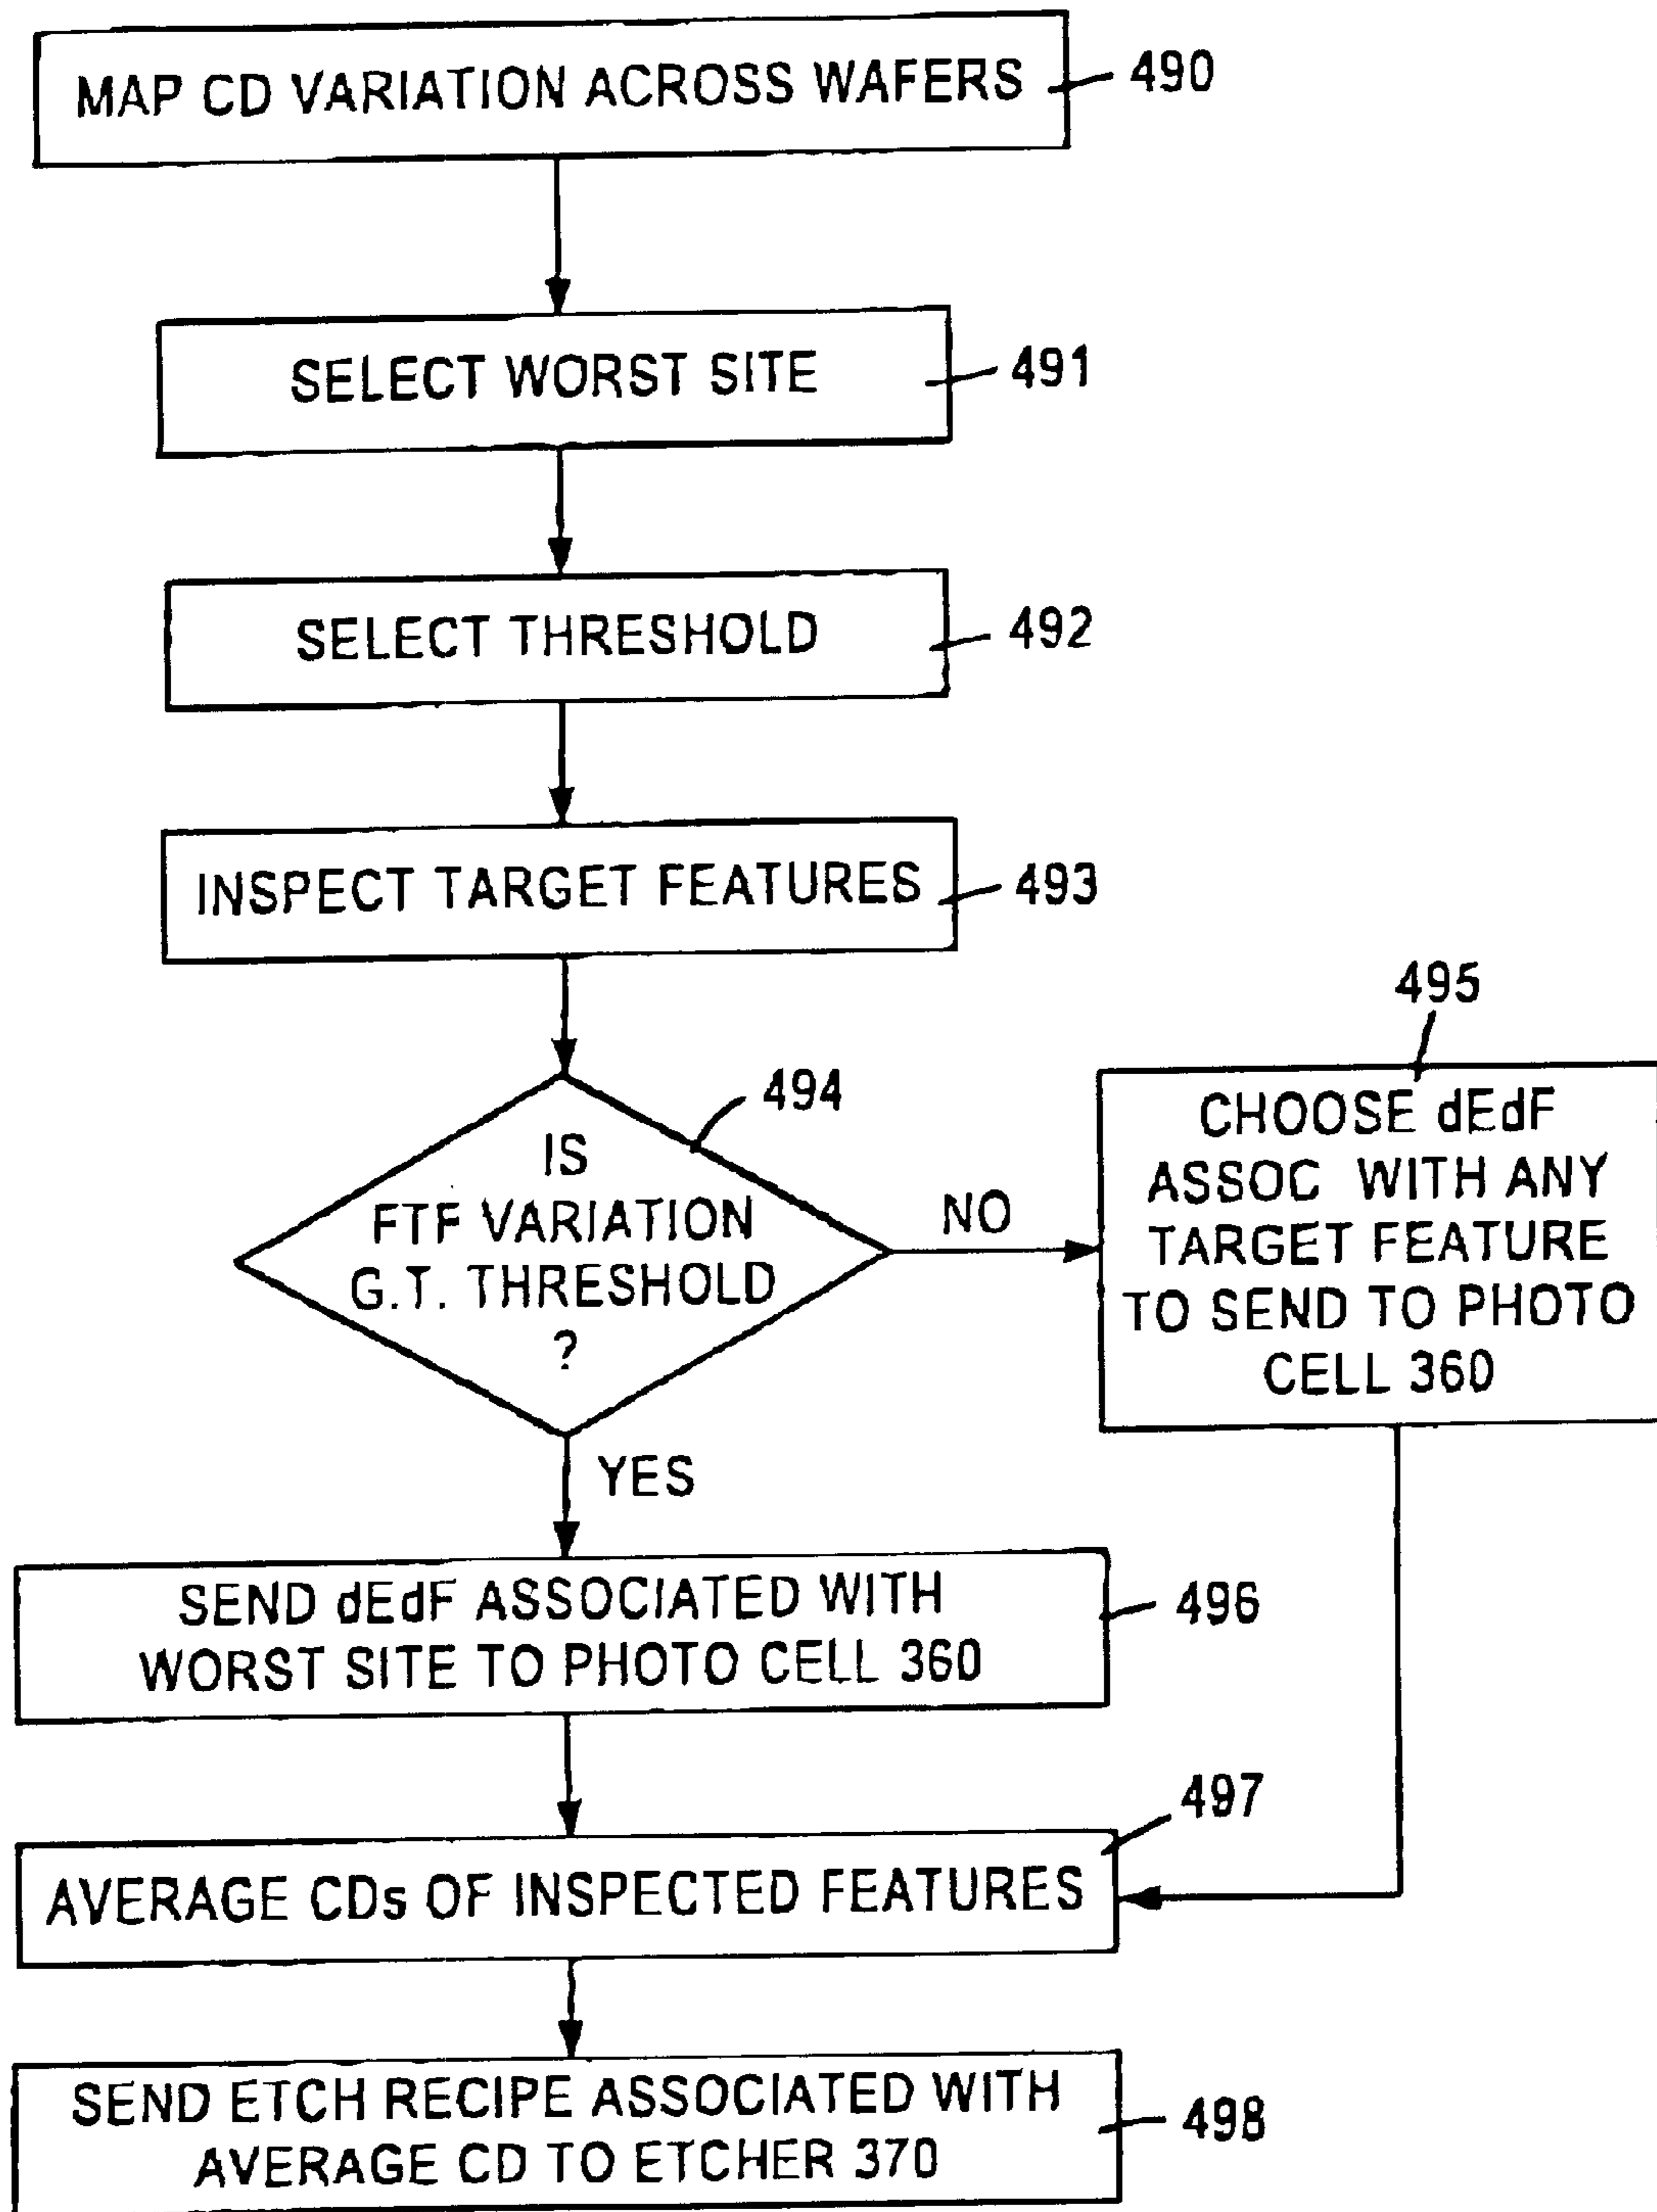 MAP CD VARIATION ACROSS WAFERS
490
SELECT WORST SITE
491
SELECT THRESHOLD
492
INSPECT TARGET FEATURES
493
IS
FTF VARIATION
G.T. THRESHOLD
?
494
NO
495
CHOOSE dEdF
ASSOC WITH ANY
TARGET FEATURE
TO SEND TO PHOTO
CELL 360
YES
SEND dEdF ASSOCIATED WITH
WORST SITE TO PHOTO CELL 360
496
AVERAGE CDs OF INSPECTED FEATURES
497
SEND ETCH RECIPE ASSOCIATED WITH
AVERAGE CD TO ETCHER 370
498